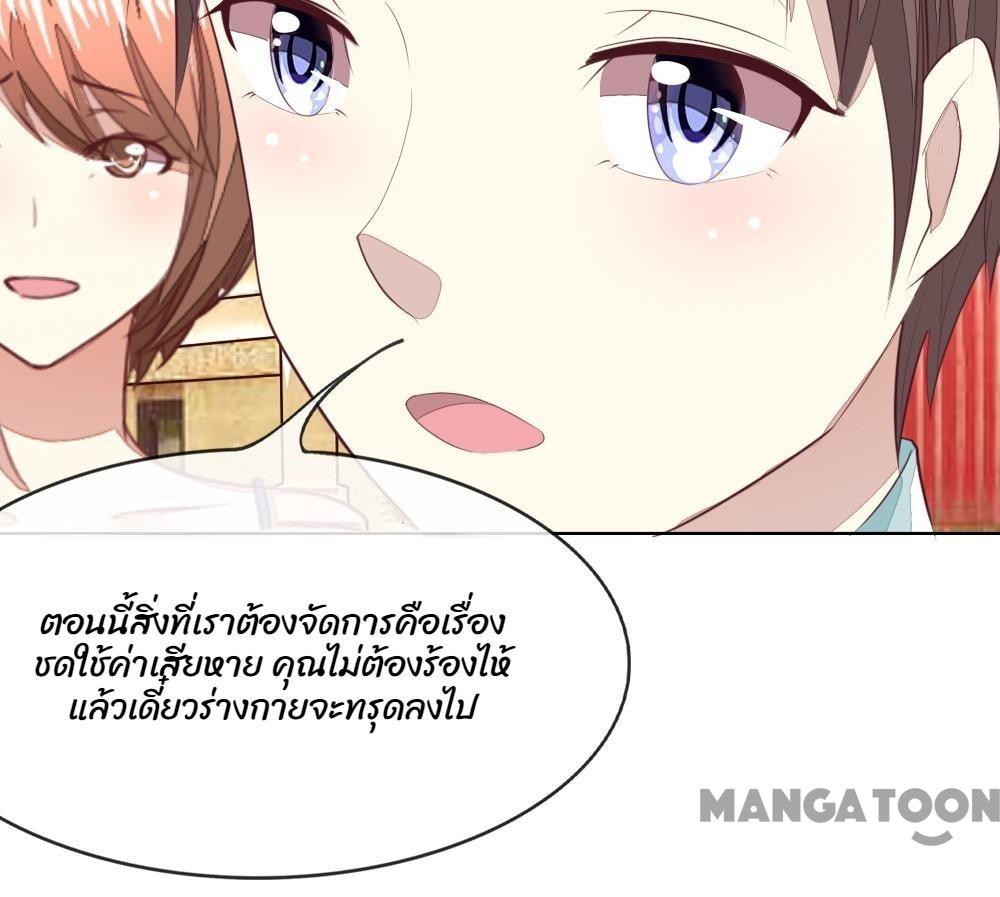 ตอนนี้สิ่งที่เราต้องจัดการคือเรื่อง
ชดใช้ค่าเสียหาย คุณไม่ต้องร้องไห้
แล้วเดี๋ยวร่างกายจะทรุดลงไป
MANGATOON